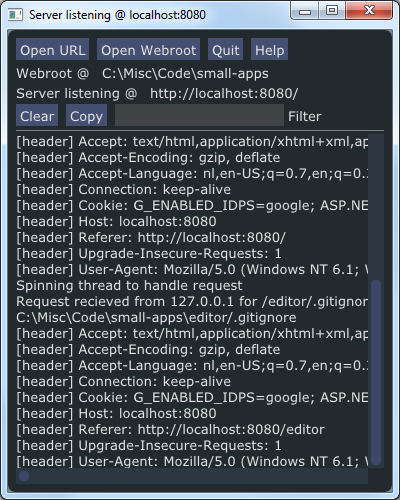 Server listening @ localhost:8080
Open URL Open Webroot Quit Help
Webroot @ C:\Misc\Code\small-apps
Server listening @ http://localhost:8080/
Clear Copy Filter
[header] Accept: text/html,application/xhtml+xml,ap
[header] Accept-Encoding: gzip, deflate
[header] Accept-Language: nl,en-US;q=0.7,en;q=0.
[header] Connection: keep-alive
[header] Cookie: G_ENABLED_IDPS=google; ASP.NE
[header] Host: localhost:8080
[header] Referer: http://localhost:8080/
[header] Upgrade-Insecure-Requests: 1
[header] User-Agent: Mozilla/5.0 (Windows NT 6.1;
Spinning thread to handle request
Request recieved from 127.0.0.1 for /editor/.gitignor
C:\Misc\Code\small-apps\editor/.gitignore
[header] Accept: text/html,application/xhtml+xml,ap
[header] Accept-Encoding: gzip, deflate
[header] Accept-Language: nl,en-US;q=0.7,en;q=0.
[header] Connection: keep-alive
[header] Cookie: G_ENABLED_IDPS=google; ASP.NE
[header] Host: localhost:8080
[header] Referer: http://localhost:8080/editor
[header] Upgrade-Insecure-Requests: 1
[header] User-Agent: Mozilla/5.0 (Windows NT 6.1;